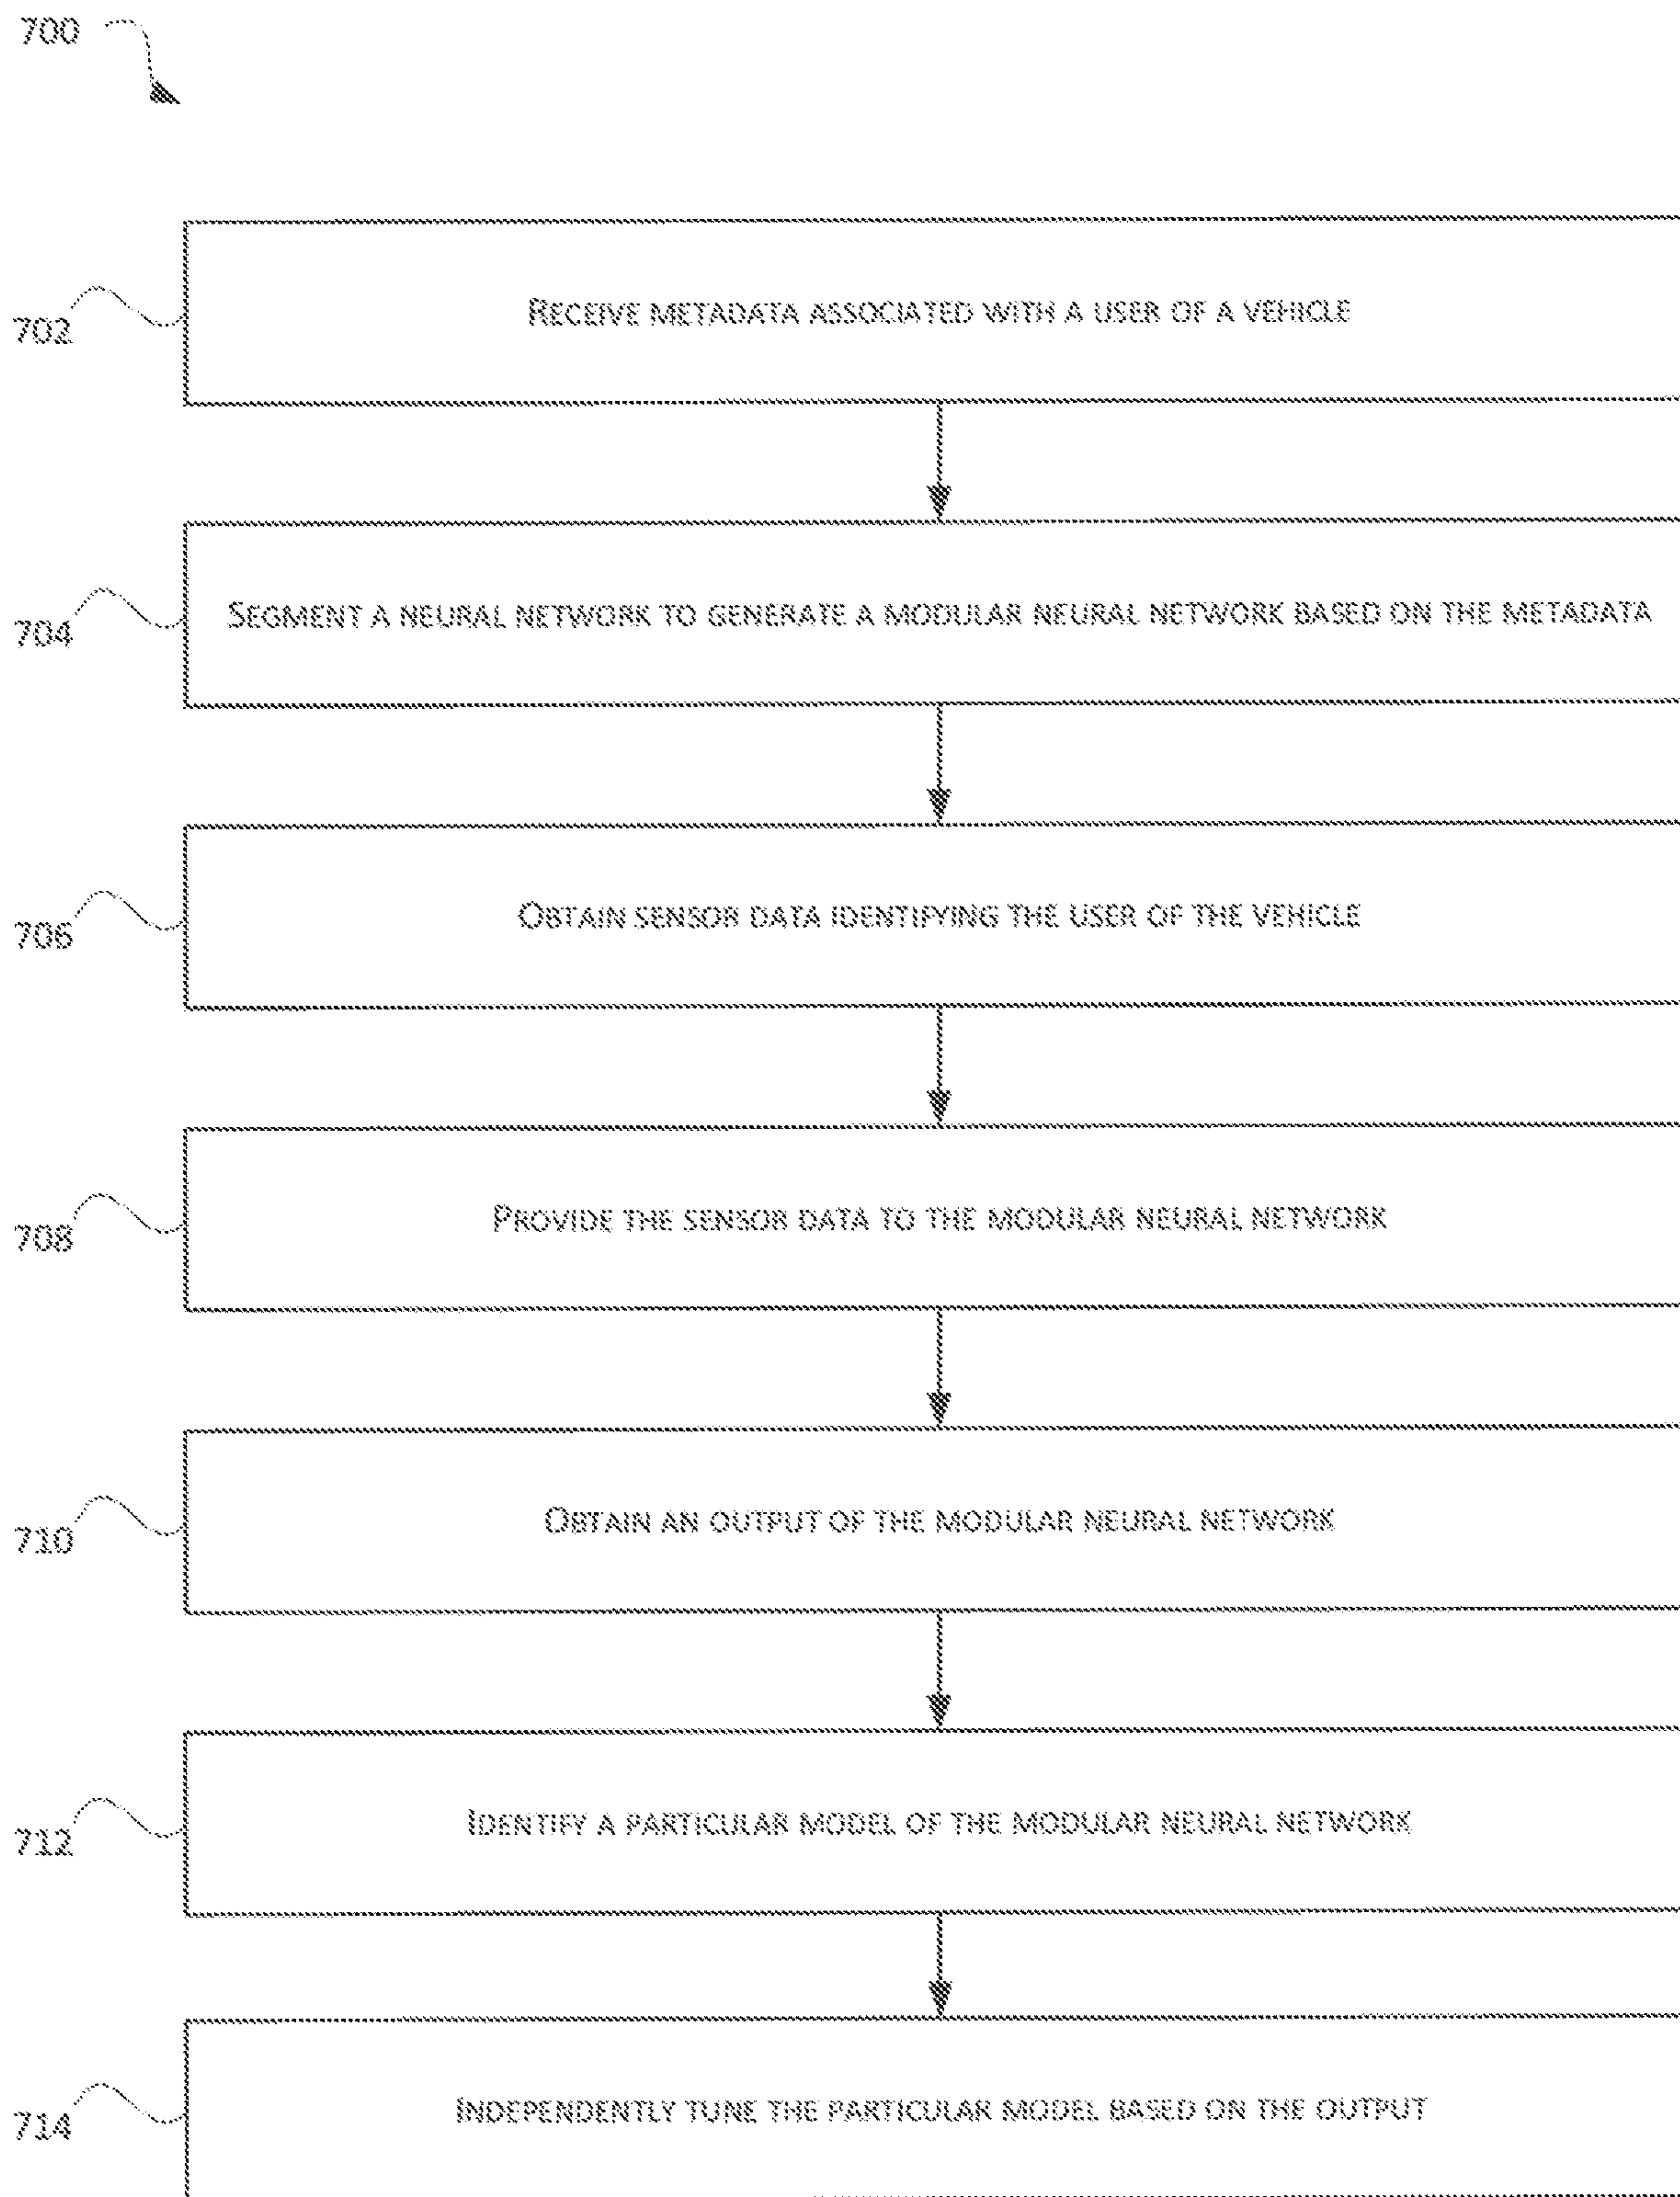 700
702
RECEIVE METADATA ASSOCIATED WITH A USER OF A VEHICLE
704
SEGMENT A NEURAL NETWORK TO GENERATE A MODULAR NEURAL NETWORK BASED ON THE METADATA
706
OBTAIN SENSOR DATA IDENTIFYING THE USER OF THE VEHICLE
708
PROVIDE THE SENSOR DATA TO THE MODULAR NEURAL NETWORK
710
OBTAIN AN OUTPUT OF THE MODULAR NEURAL NETWORK
712
IDENTIFY A PARTICULAR MODEL OF THE MODULAR NEURAL NETWORK
714
INDEPENDENTLY TUNE THE PARTICULAR MODEL BASED ON THE OUTPUT